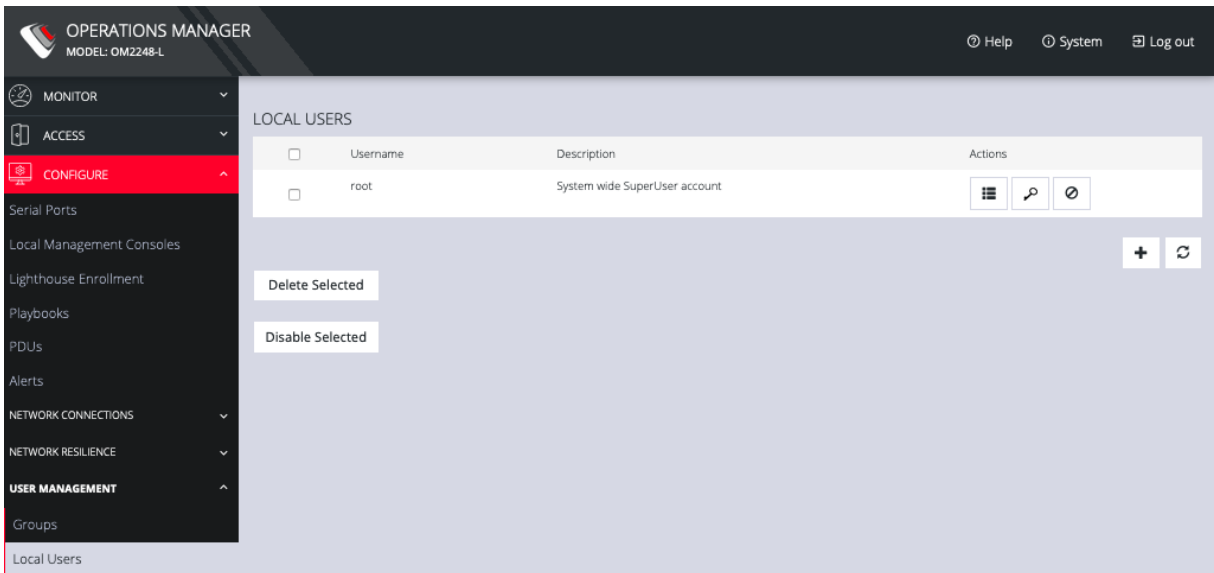 OPERATIONS MANAGER
MODEL: OM2248-L
Help System Log out
MONITOR
ACCESS
CONFIGURE
Serial Ports
Local Management Consoles
Lighthouse Enrollment
Playbooks
PDUs
Alerts
NETWORK CONNECTIONS
NETWORK RESILIENCE
USER MANAGEMENT
Groups
Local Users
LOCAL USERS
Username Description Actions
root System wide SuperUser account
Delete Selected
Disable Selected